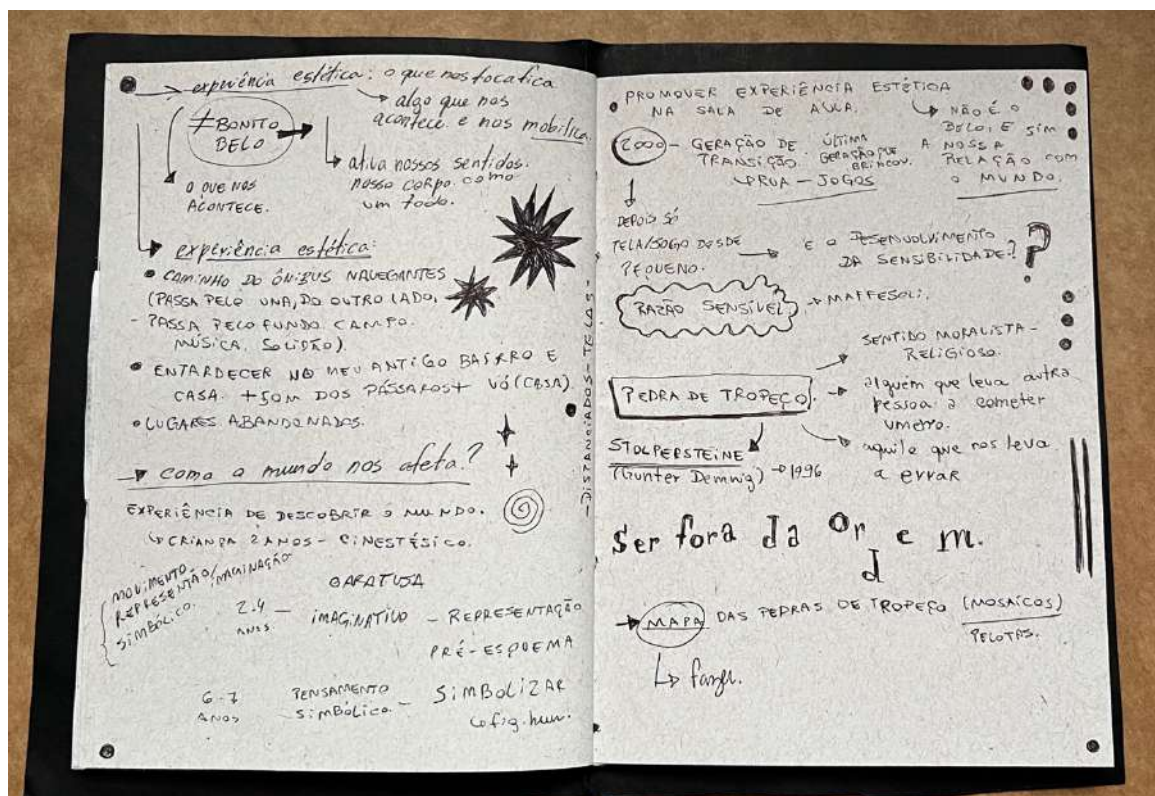 experiência estética: o que nos toca fica
algo que nos
acontece e nos mobiliza.
≠ BONITO
BELO
ativa nossos sentidos.
nosso corpo como
um todo.
O QUE NOS
ACONTECE.
experiência estética:
• CAMINHO DO ÔNIBUS NAVEGANTES
(PASSA PELO UNA, DO OUTRO LADO,
- PASSA PELO FUNDO CAMPO.
MÚSICA, SOLIDÃO).
• ENTARDECER NO MEU ANTIGO BAIRRO E
CASA. + SOM DOS PÁSSAROS + VÓ (CASA).
• LUGARES ABANDONADOS.
como o mundo nos afeta?
EXPERIÊNCIA DE DESCOBRIR O MUNDO.
CRIANÇA 2 ANOS - CINESTÉSICO.
MOVIMENTO
REPRESENTÃO/IMAGINAÇÃO
SIMBÓLICO.
GARATUJA
2.4 — IMAGINATIVO — REPRESENTAÇÃO
ANOS
PRÉ-ESQUEMA
6-7 PENSAMENTO — SIMBOLIZAR
ANOS SIMBÓLICO
Cofig. hum.
- DISTANCIADOS - TELAS -
PROMOVER EXPERIÊNCIA ESTÉTICA
NA SALA DE AULA.
NÃO É O
BELO, E SIM
A NOSSA
RELAÇÃO COM
O MUNDO.
2000 - GERAÇÃO DE TRANSIÇÃO.
ÚLTIMA
GERAÇÃO QUE
BRINCOU.
RUA — JOGOS
DEPOIS SÓ
TELA/JOGO DESDE
PEQUENO.
E O DESENVOLVIMENTO
DA SENSIBILIDADE?
?
RAZÃO SENSÍVEL → MAFFESOLI.
SENTIDO MORALISTA -
RELIGIOSO.
PEDRA DE TROPEÇO.
alguém que leva outra
pessoa a cometer
um erro.
aquilo que nos leva
a errar
STOLPERSTEINE
(Gunter Demnig) → 1996
Ser fora da ordem.
MAPA DAS PEDRAS DE TROPEÇO (MOSAÍCOS)
PELOTAS.
fazer.